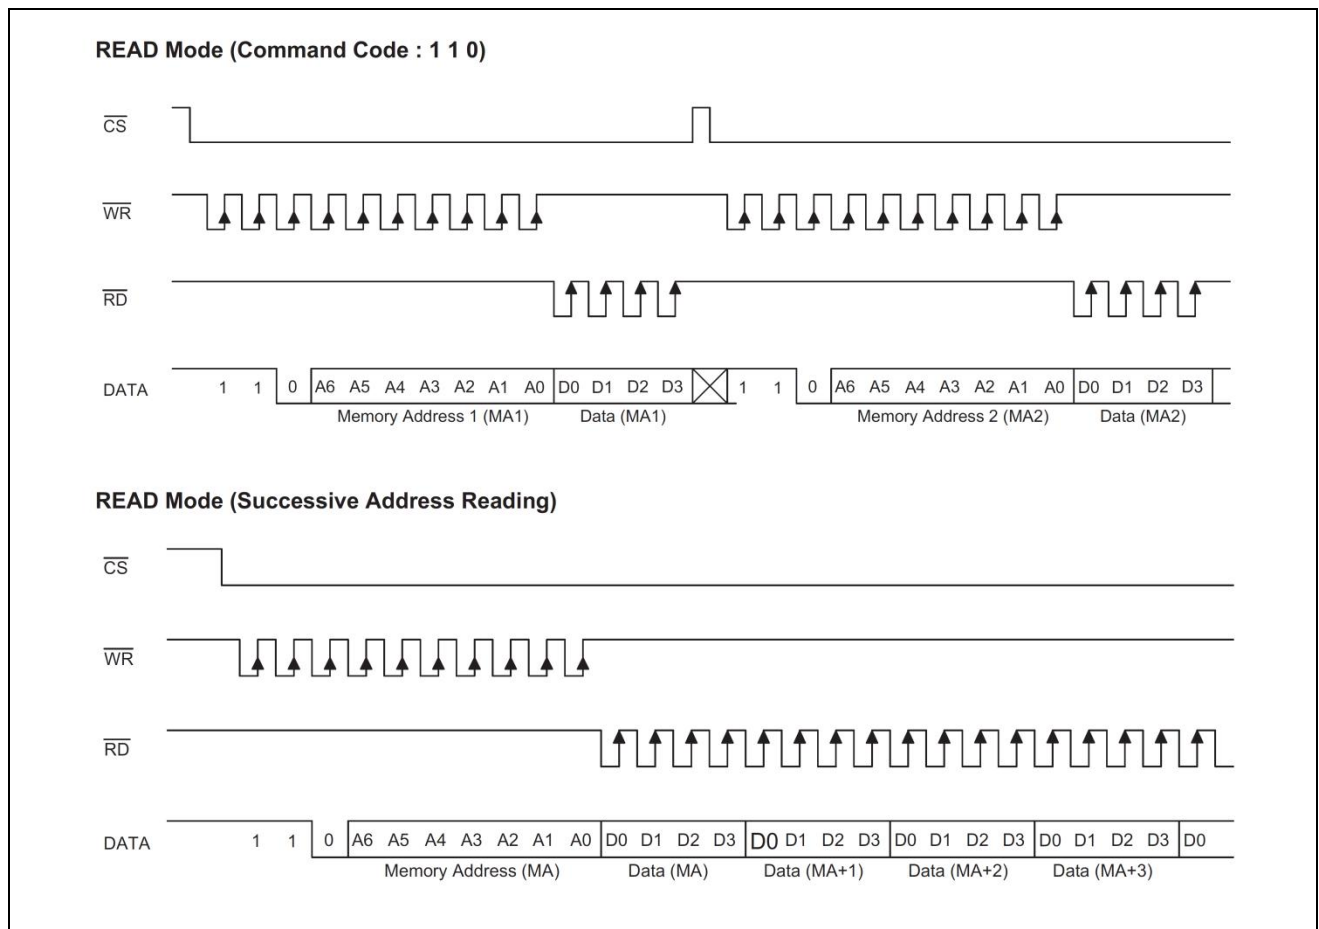 READ Mode (Command Code : 1 1 0)
CS
WR
RD
DATA 1 1 0 A6 A5 A4 A3 A2 A1 A0 D0 D1 D2 D3 1 1 0 A6 A5 A4 A3 A2 A1 A0 D0 D1 D2 D3
Memory Address 1 (MA1) Data (MA1) Memory Address 2 (MA2) Data (MA2)
READ Mode (Successive Address Reading)
CS
WR
RD
DATA 1 1 0 A6 A5 A4 A3 A2 A1 A0 D0 D1 D2 D3 D0 D1 D2 D3 D0 D1 D2 D3 D0 D1 D2 D3 D0
Memory Address (MA) Data (MA) Data (MA+1) Data (MA+2) Data (MA+3)